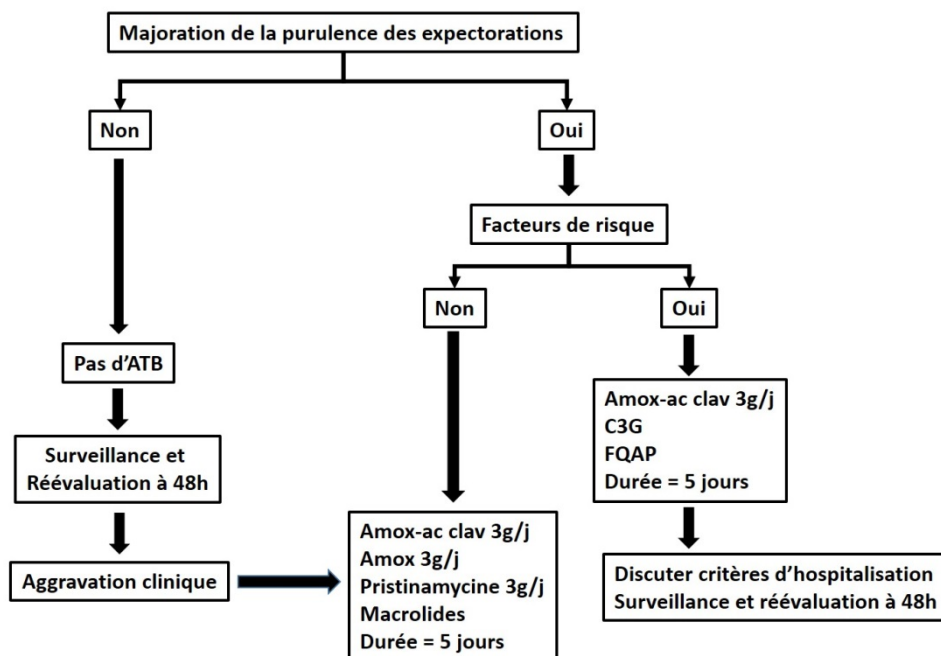 Majoration de la purulence des expectorations
Non
Oui
Facteurs de risque
Non
Oui
Pas d'ATB
Amox-ac clav 3g/j
C3G
FQAP
Durée = 5 jours
Surveillance et
Réévaluation à 48h
Amox-ac clav 3g/j
Amox 3g/j
Pristinamycine 3g/j
Macrolides
Durée = 5 jours
Aggravation clinique
Discuter critères d'hospitalisation
Surveillance et réévaluation à 48h